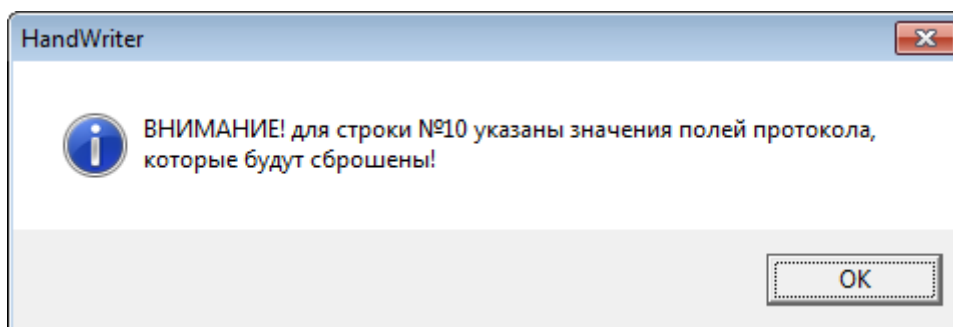 HandWriter
ВНИМАНИЕ! для строки №10 указаны значения полей протокола,
которые будут сброшены!
OK